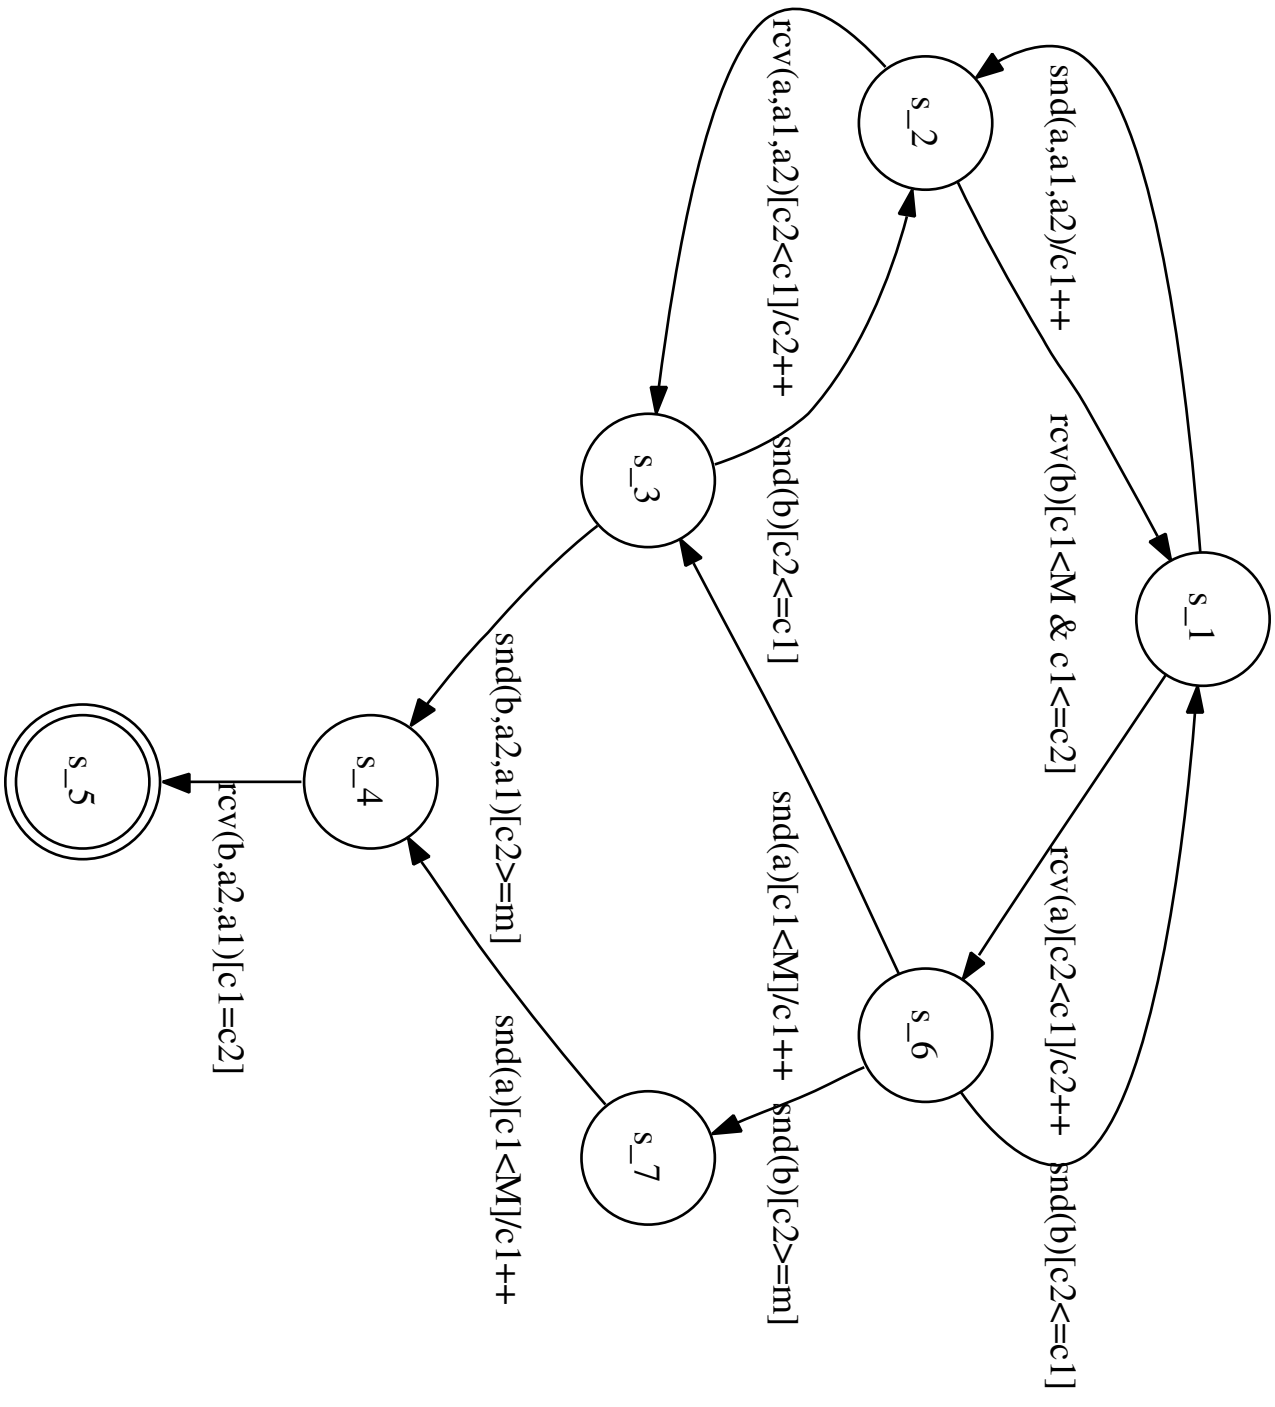 s_1
snd(a,a1,a2)/c1++
rcv(b)[c1<M & c1<=c2]
rcv(a)[c2<c1]/c2++
snd(b)[c2<=c1]
s_2
s_6
rcv(a,a1,a2)[c2<c1]/c2++
snd(b)[c2<=c1]
snd(a)[c1<M]/c1++
snd(b)[c2>=m]
s_3
s_7
snd(b,a2,a1)[c2>=m]
snd(a)[c1<M]/c1++
s_4
rcv(b,a2,a1)[c1=c2]
s_5